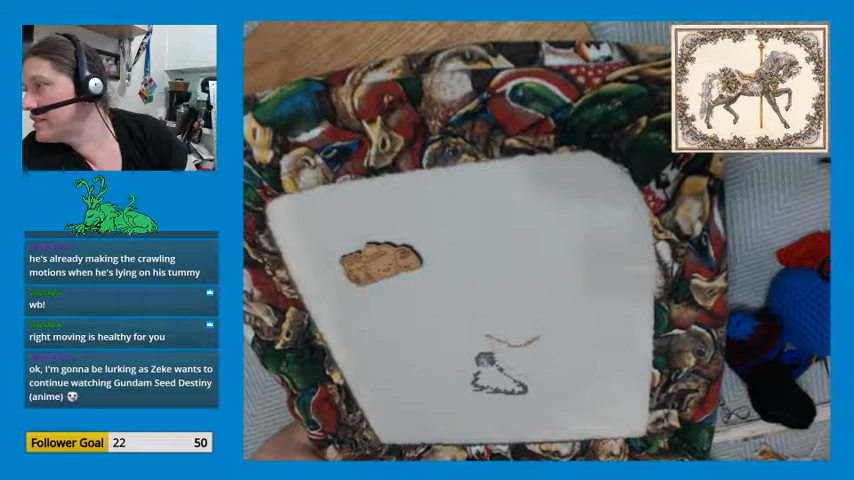 he's already making the crawling
motions when he's lying on his tummy
wb!
right moving is healthy for you
ok, I'm gonna be lurking as Zeke wants to
continue watching Gundam Seed Destiny
(anime)
Follower Goal 22 50